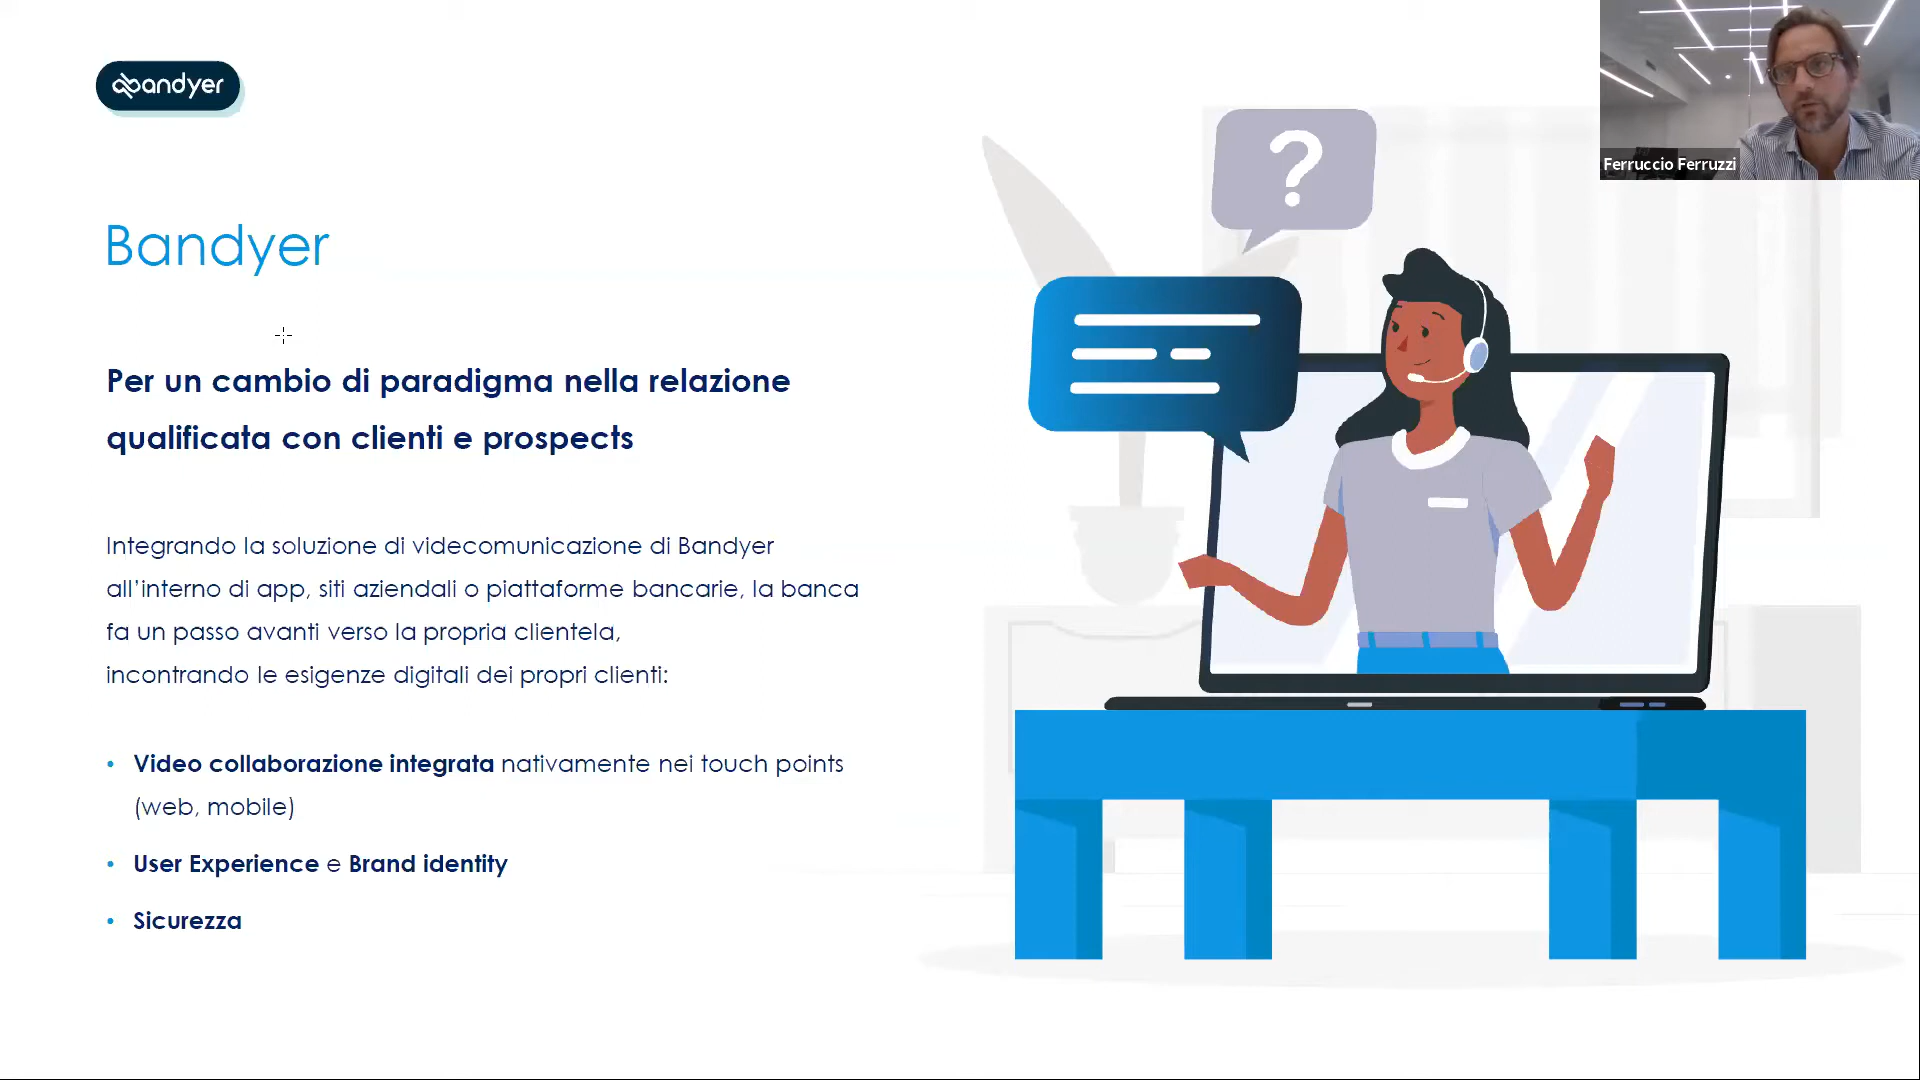 bandyer
Ferruccio Ferruzzi
?
Bandyer
Per un cambio di paradigma nella relazione
qualificata con clienti e prospects
Integrando la soluzione di videcomunicazione di Bandyer
all'interno di app, siti aziendali o piattaforme bancarie, la banca
fa un passo avanti verso la propria clientela,
incontrando le esigenze digitali dei propri clienti:
• Video collaborazione integrata nativamente nei touch points
(web, mobile)
• User Experience e Brand identity
• Sicurezza